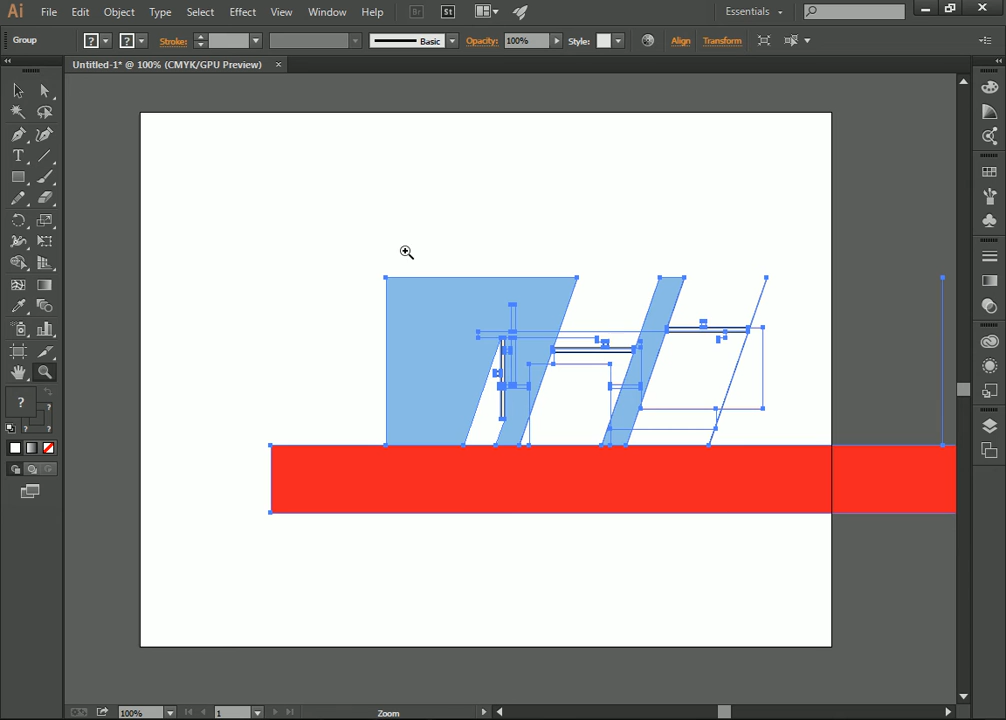 Ai File Edit Object Type Select Effect View Window Help Br St Essentials
Group ? ? Stroke: Basic Opacity: 100% Style: Align Transform
Untitled-1* @ 100% (CMYK/GPU Preview) ×
T
?
?
? ?
100% 1 Zoom